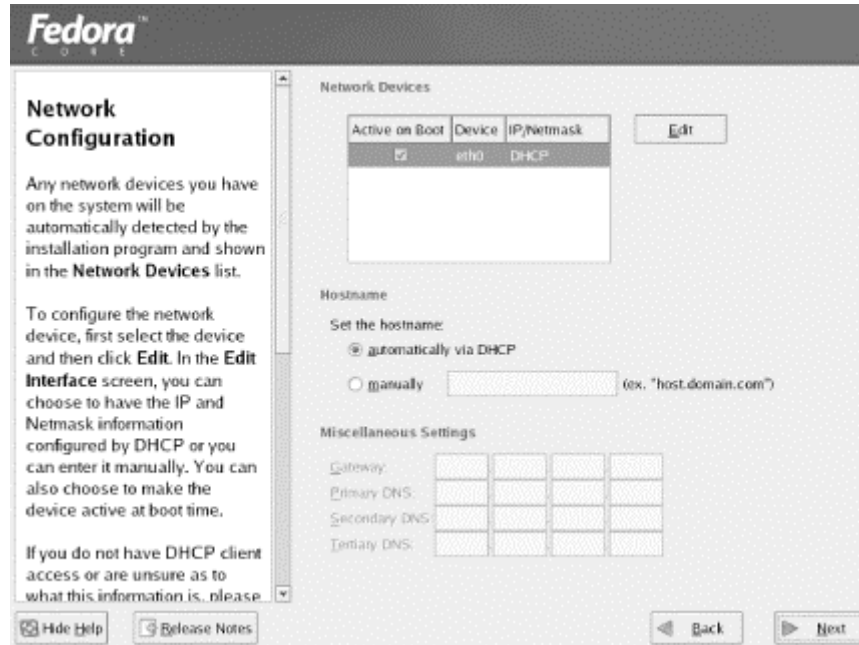 Fedora™
CORE
Network
Configuration
Any network devices you have
on the system will be
automatically detected by the
installation program and shown
in the Network Devices list.
To configure the network
device, first select the device
and then click Edit. In the Edit
Interface screen, you can
choose to have the IP and
Netmask information
configured by DHCP or you
can enter it manually. You can
also choose to make the
device active at boot time.
If you do not have DHCP client
access or are unsure as to
what this information is, please
Network Devices
Active on Boot Device IP/Netmask
eth0 DHCP
Edit
Hostname
Set the hostname:
automatically via DHCP
manually (ex. "host.domain.com")
Miscellaneous Settings
Gateway:
Primary DNS:
Secondary DNS:
Tertiary DNS:
Hide Help
Release Notes
Back
Next